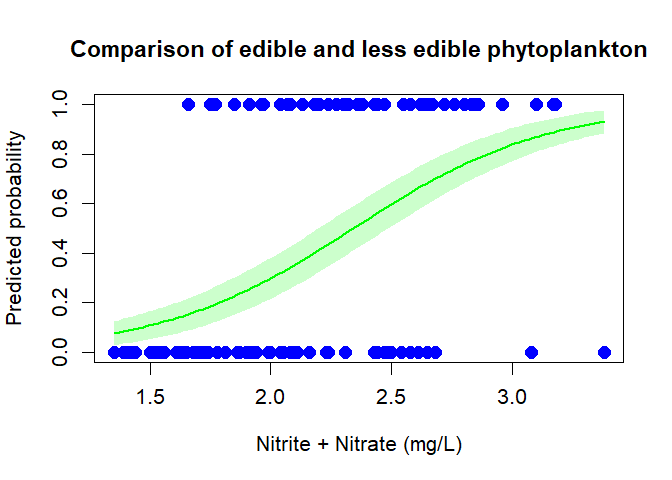 Comparison of edible and less edible phytoplankton
Predicted probability
1.0
0.8
0.6
0.4
0.2
0.0
1.5 2.0 2.5 3.0
Nitrite + Nitrate (mg/L)